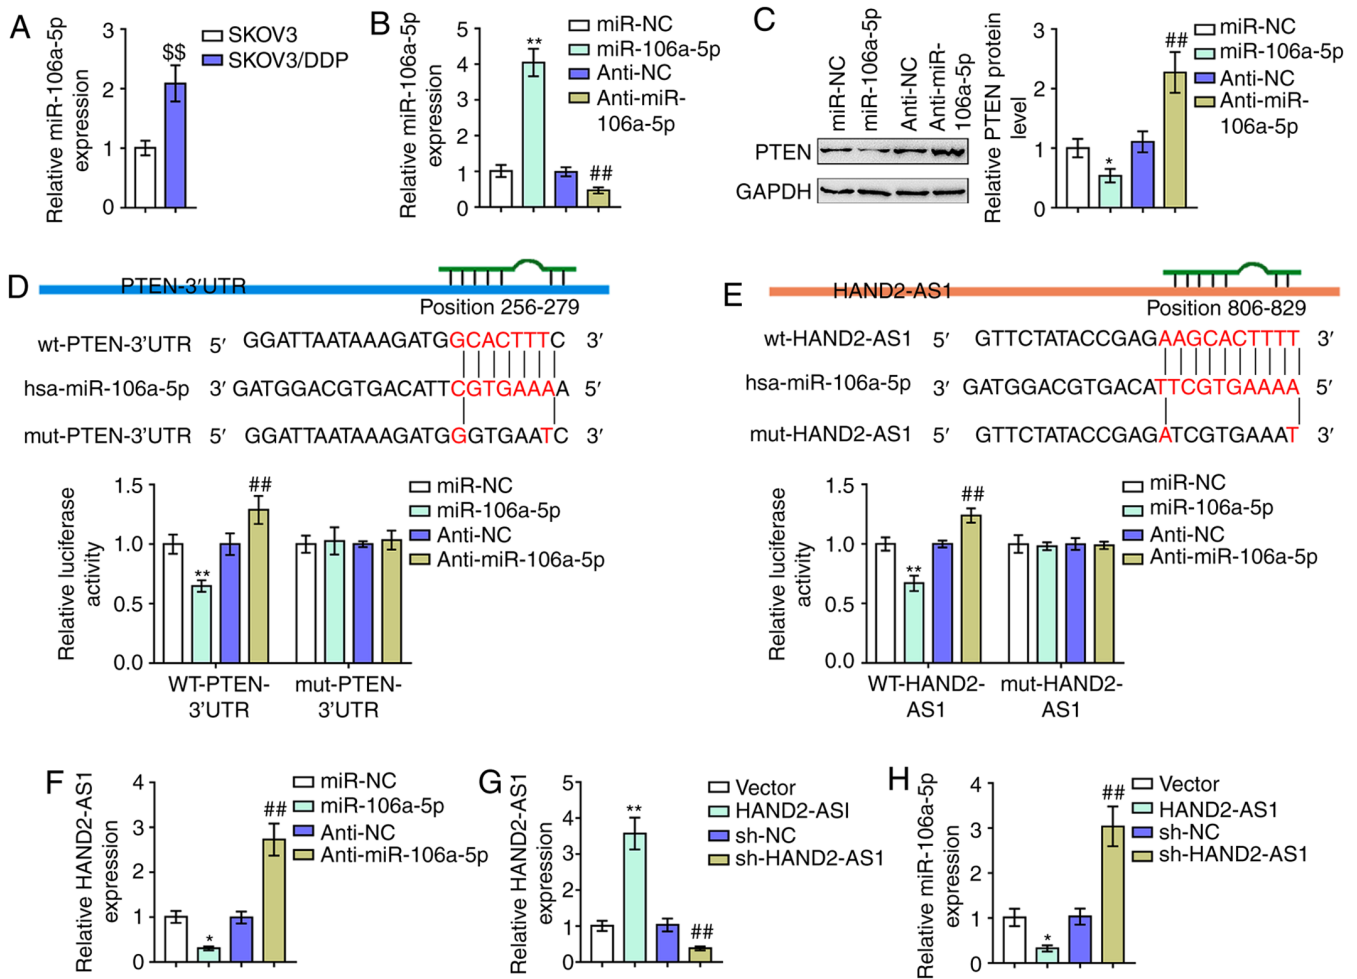 A
Relative miR-106a-5p
expression
3
2
1
0
$$
SKOV3
SKOV3/DDP
B
Relative miR-106a-5p
expression
5
4
3
2
1
0
**
##
miR-NC
miR-106a-5p
Anti-NC
Anti-miR-
106a-5p
C
miR-NC
miR-106a-5p
Anti-NC
Anti-miR-
106a-5p
PTEN
GAPDH
Relative PTEN protein
level
3
2
1
0
*
##
miR-NC
miR-106a-5p
Anti-NC
Anti-miR-
106a-5p
D
PTEN-3'UTR
Position 256-279
wt-PTEN-3'UTR 5' GGATTAATAAAGATGGCACTTTC 3'
hsa-miR-106a-5p 3' GATGGACGTGACATTCGTGAAAA 5'
mut-PTEN-3'UTR 5' GGATTAATAAAGATGGGTGAATC 3'
Relative luciferase
activity
1.5
1.0
0.5
0.0
**
##
WT-PTEN-
3'UTR
mut-PTEN-
3'UTR
miR-NC
miR-106a-5p
Anti-NC
Anti-miR-106a-5p
E
HAND2-AS1
Position 806-829
wt-HAND2-AS1 5' GTTCTATACCGAGAAGCACTTTT 3'
hsa-miR-106a-5p 3' GATGGACGTGACATTCGTGAAAA 5'
mut-HAND2-AS1 5' GTTCTATACCGAGATCGTGAAAT 3'
Relative luciferase
activity
1.5
1.0
0.5
0.0
**
##
WT-HAND2-
AS1
mut-HAND2-
AS1
miR-NC
miR-106a-5p
Anti-NC
Anti-miR-106a-5p
F
Relative HAND2-AS1
expression
4
3
2
1
0
*
##
miR-NC
miR-106a-5p
Anti-NC
Anti-miR-106a-5p
G
Relative HAND2-AS1
expression
5
4
3
2
1
0
**
##
Vector
HAND2-ASI
sh-NC
sh-HAND2-AS1
H
Relative miR-106a-5p
expression
4
3
2
1
0
*
##
Vector
HAND2-AS1
sh-NC
sh-HAND2-AS1